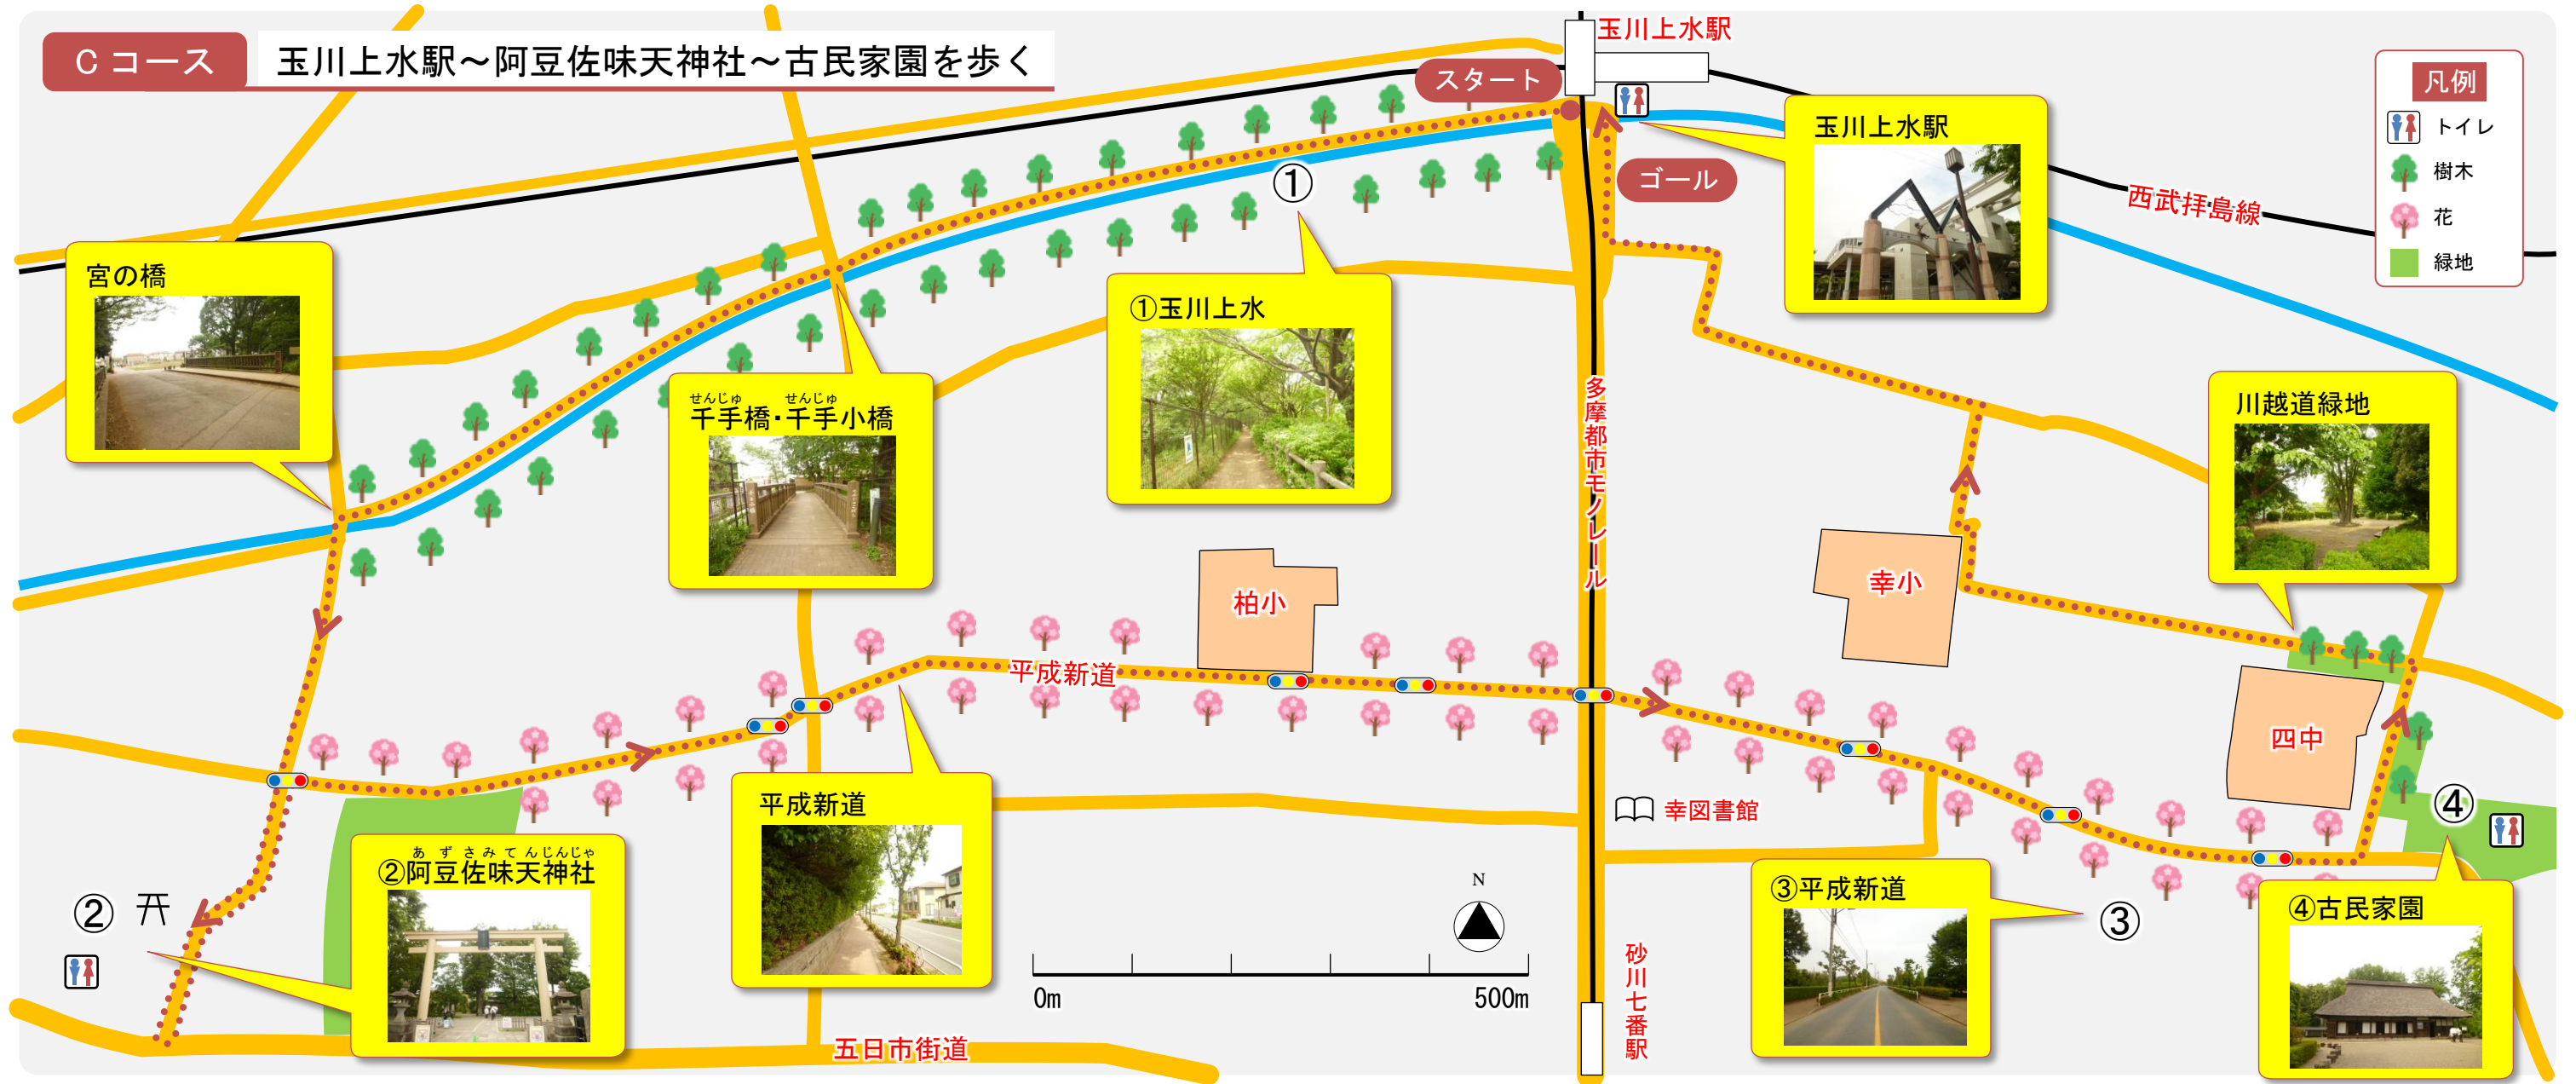 Cコース
玉川上水駅～阿豆佐味天神社～古民家園を歩く
玉川上水駅
スタート
ゴール
玉川上水駅
西武拝島線
凡例
トイレ
樹木
花
緑地
宮の橋
①
①玉川上水
せんじゅ せんじゅ
千手橋・千手小橋
多摩都市モノレール
川越道緑地
柏小
幸小
四中
平成新道
平成新道
幸図書館
④
②
あずさみてんじんじゃ
②阿豆佐味天神社
③平成新道
③
④古民家園
N
0m
500m
砂川七番駅
五日市街道